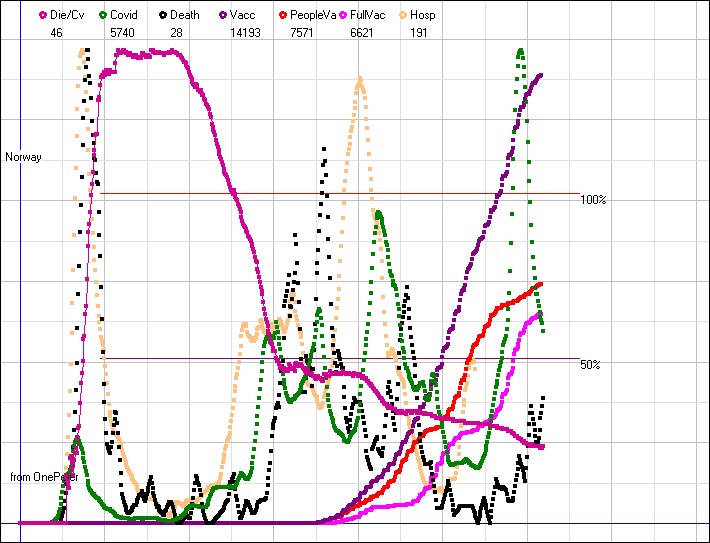 Die/Cv Covid Death Vacc PeopleVa FullVac Hosp
46 5740 28 14193 7571 6621 191
Norway
100%
50%
from OnePeter